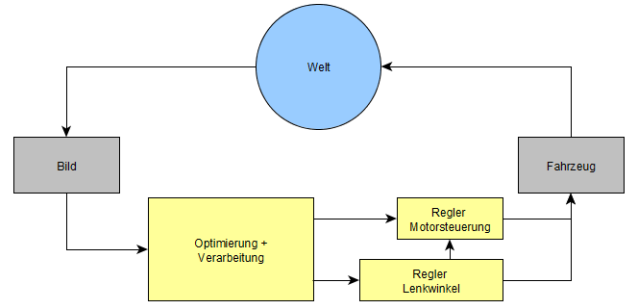 Welt
Bild
Fahrzeug
Optimierung +
Verarbeitung
Regler
Motorsteuerung
Regler
Lenkwinkel